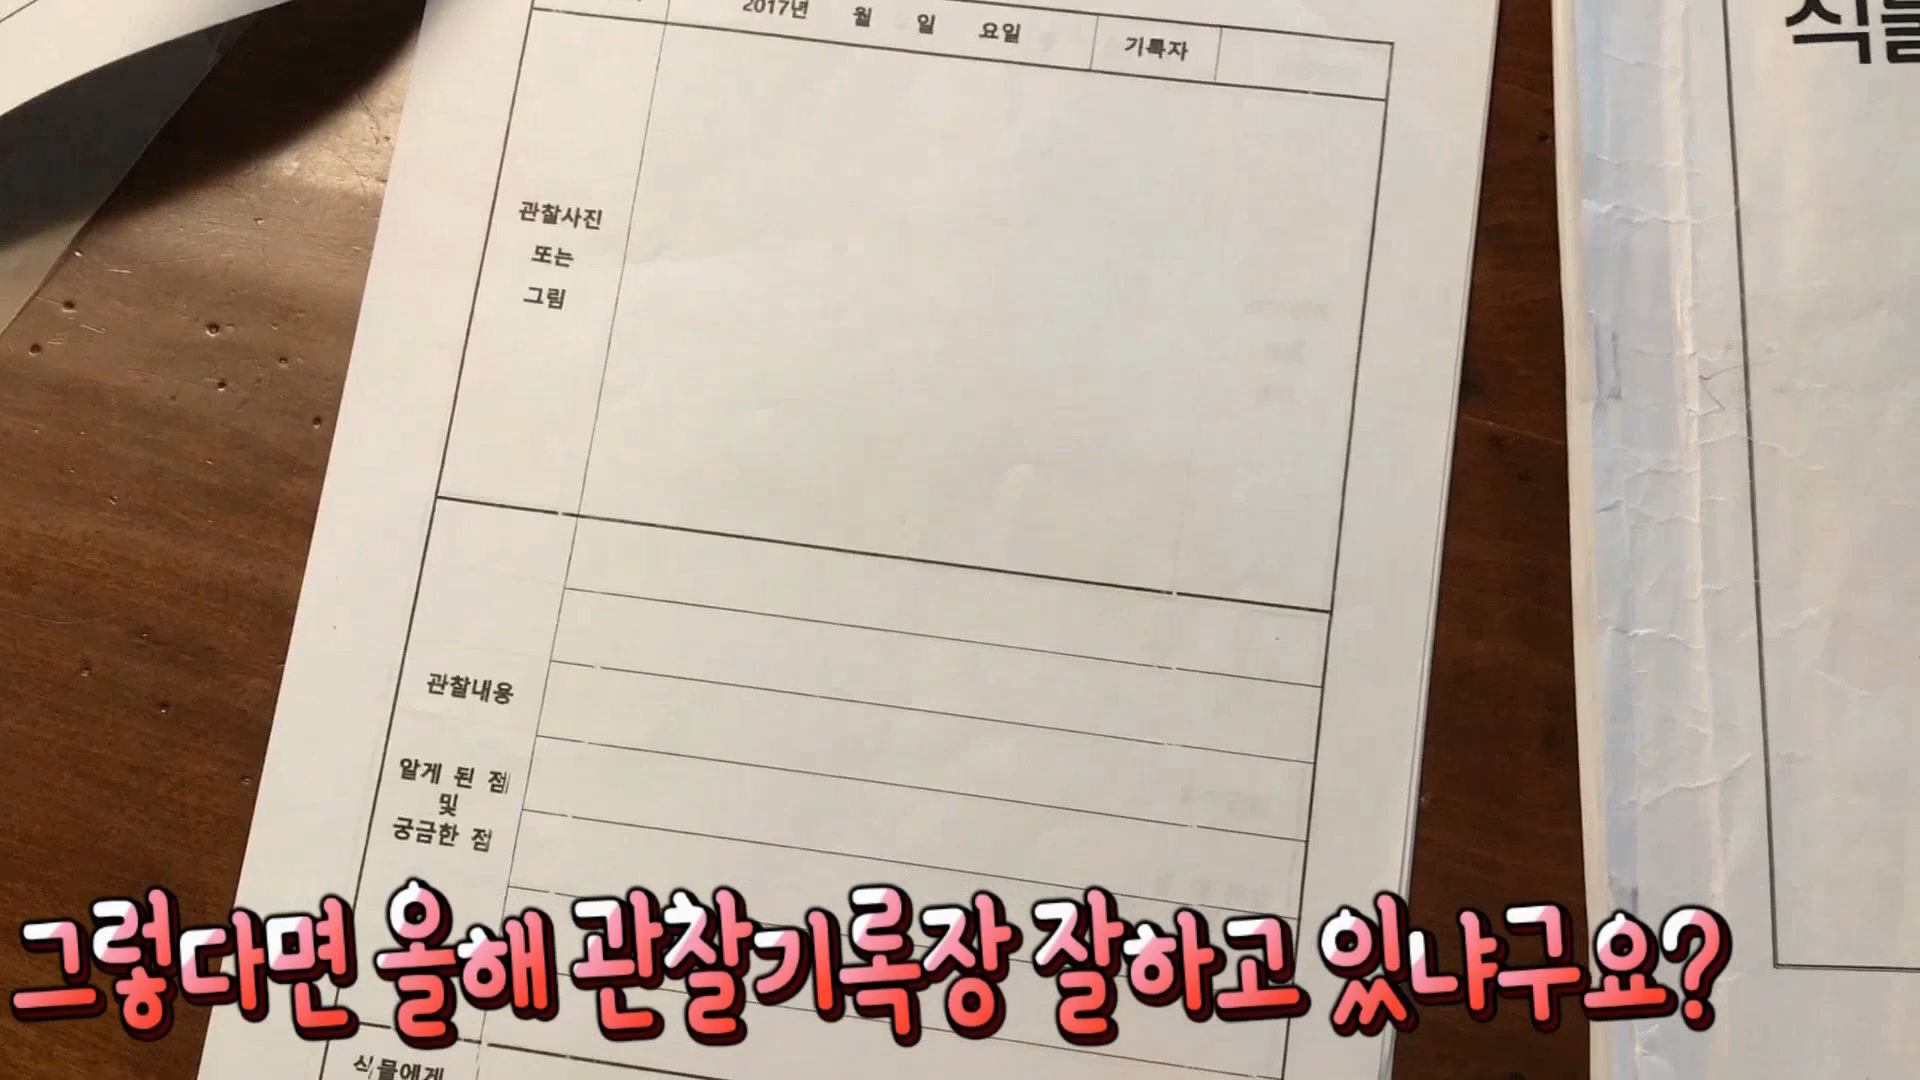 2017년 월 일 요일 기록자
관찰사진
또는
그림
관찰내용
알게 된 점
및
궁금한 점
식물에게
그렇다면 올해 관찰기록장 잘하고 있냐구요?